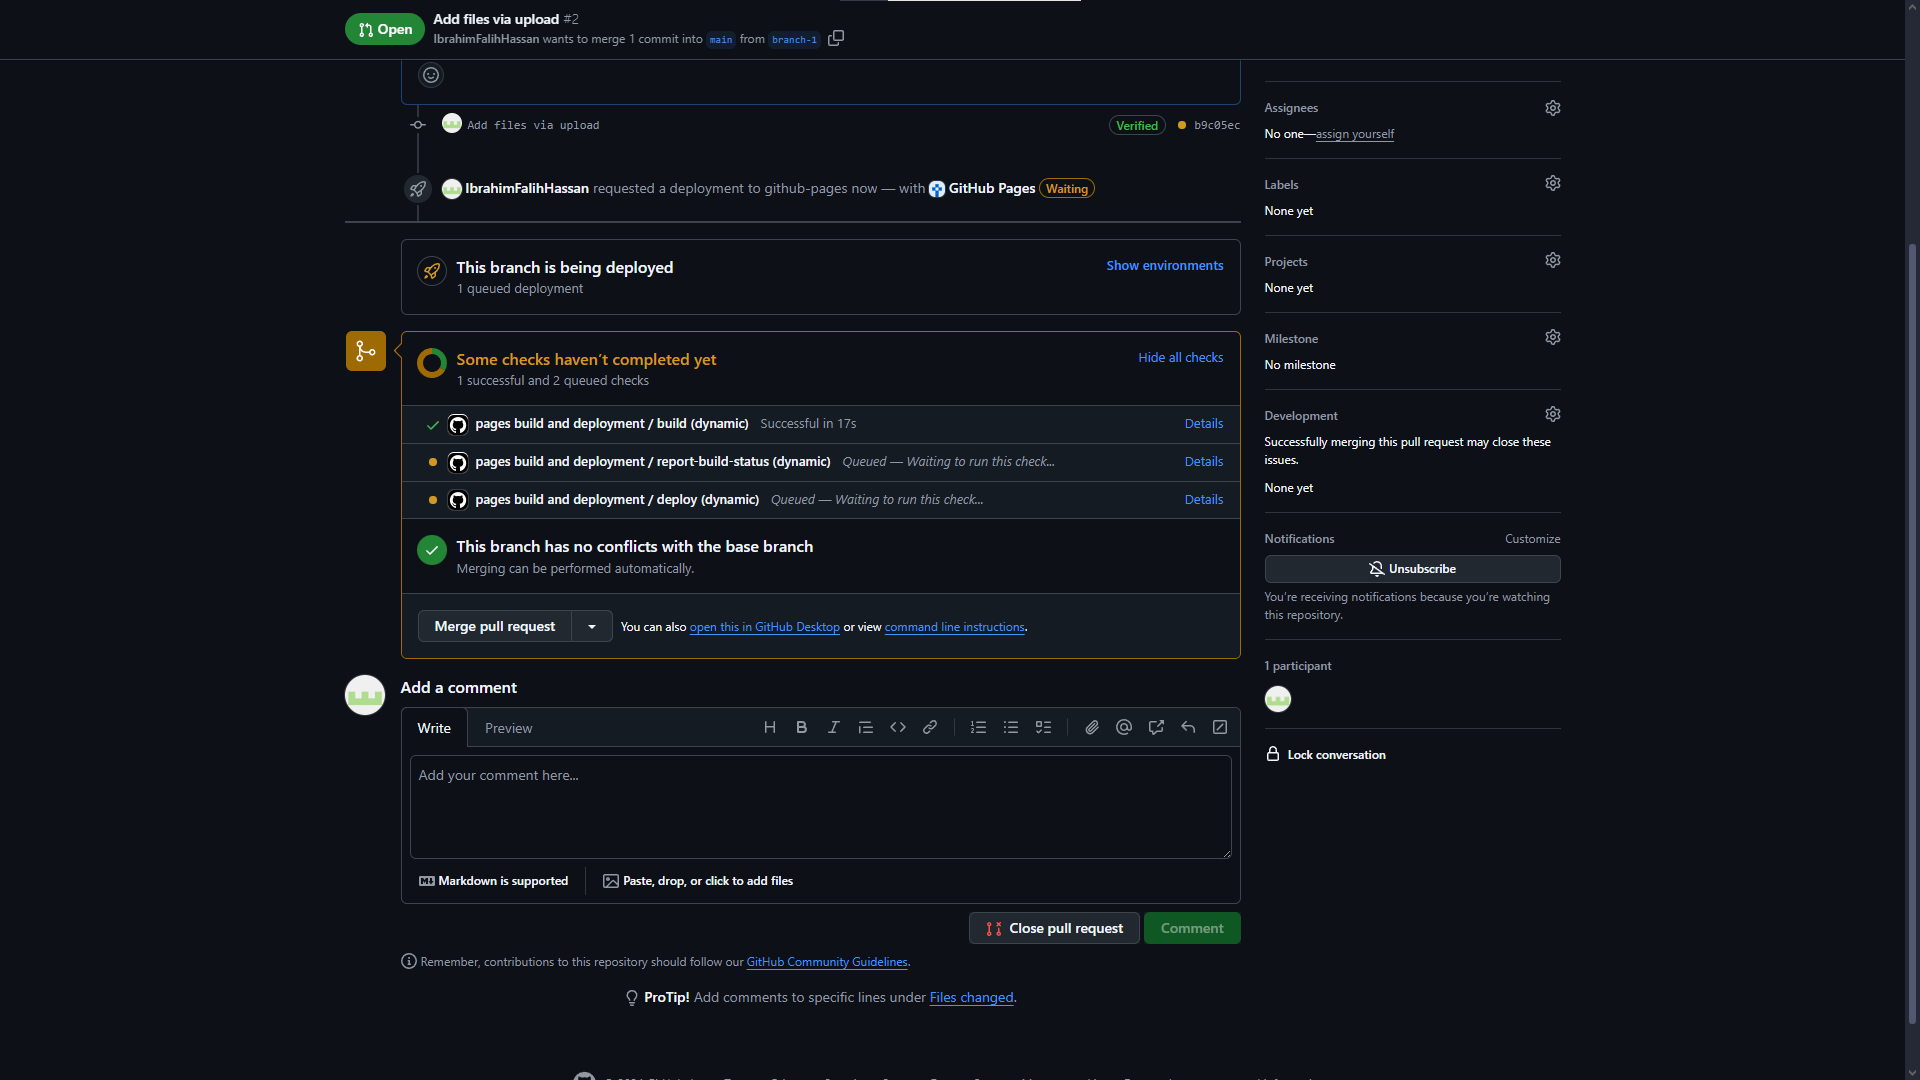 Open
Add files via upload #2
IbrahimFalihHassan wants to merge 1 commit into main from branch-1
Add files via upload
Verified
b9c05ec
IbrahimFalihHassan requested a deployment to github-pages now — with GitHub Pages Waiting
This branch is being deployed
1 queued deployment
Show environments
Some checks haven't completed yet
1 successful and 2 queued checks
Hide all checks
pages build and deployment / build (dynamic) Successful in 17s
Details
pages build and deployment / report-build-status (dynamic) Queued — Waiting to run this check...
Details
pages build and deployment / deploy (dynamic) Queued — Waiting to run this check...
Details
This branch has no conflicts with the base branch
Merging can be performed automatically.
Merge pull request
You can also open this in GitHub Desktop or view command line instructions.
Add a comment
Write
Preview
Add your comment here...
Markdown is supported
Paste, drop, or click to add files
Close pull request
Comment
Remember, contributions to this repository should follow our GitHub Community Guidelines.
ProTip! Add comments to specific lines under Files changed.
Assignees
No one—assign yourself
Labels
None yet
Projects
None yet
Milestone
No milestone
Development
Successfully merging this pull request may close these
issues.
None yet
Notifications
Customize
Unsubscribe
You're receiving notifications because you're watching
this repository.
1 participant
Lock conversation